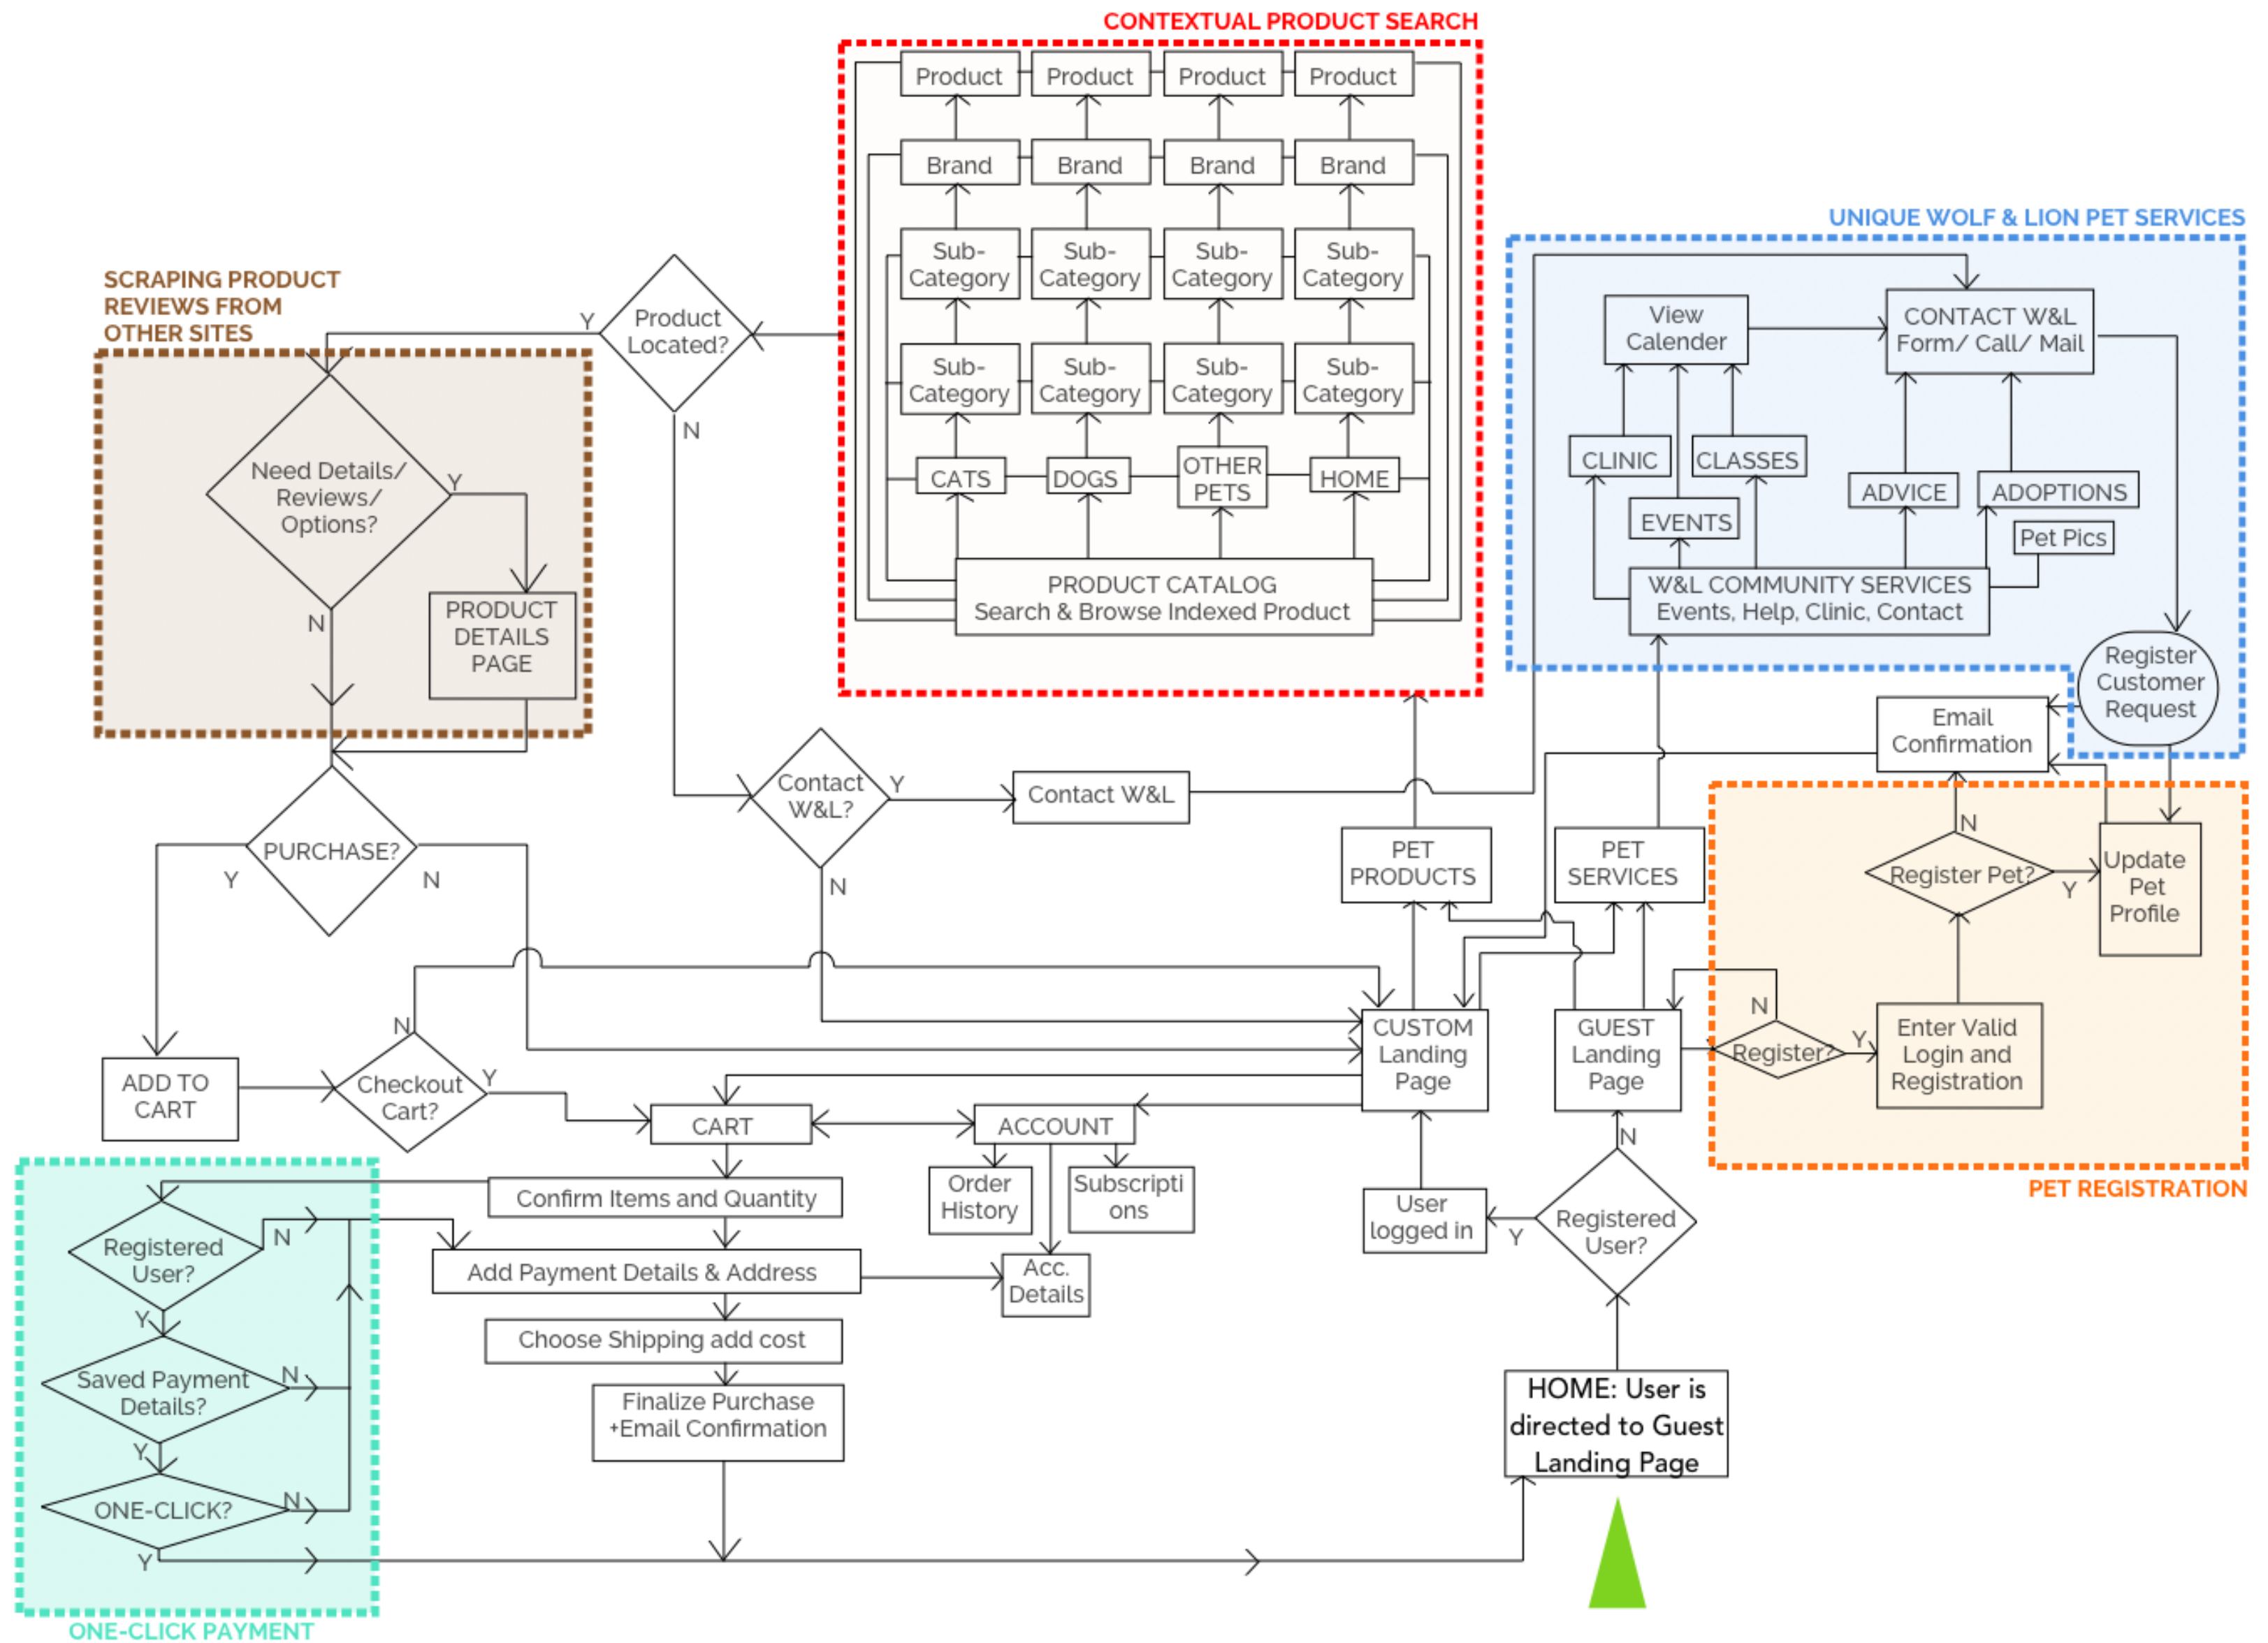 CONTEXTUAL PRODUCT SEARCH
Product
Product
Product
Product
Brand
Brand
Brand
Brand
Sub-
Category
Sub-
Category
Sub-
Category
Sub-
Category
Sub-
Category
Sub-
Category
Sub-
Category
Sub-
Category
CATS
DOGS
OTHER
PETS
HOME
PRODUCT CATALOG
Search & Browse Indexed Product
UNIQUE WOLF & LION PET SERVICES
View
Calender
CONTACT W&L
Form/ Call/ Mail
CLINIC
CLASSES
EVENTS
ADVICE
ADOPTIONS
Pet Pics
W&L COMMUNITY SERVICES
Events, Help, Clinic, Contact
Register
Customer
Request
Email
Confirmation
SCRAPING PRODUCT
REVIEWS FROM
OTHER SITES
Y
Product
Located?
N
Need Details/
Reviews/
Options?
Y
N
PRODUCT
DETAILS
PAGE
Contact
W&L?
Y
N
Contact W&L
PURCHASE?
Y
N
PET
PRODUCTS
PET
SERVICES
N
Register Pet?
Y
Update
Pet
Profile
N
Register?
Y
Enter Valid
Login and
Registration
PET REGISTRATION
CUSTOM
Landing
Page
GUEST
Landing
Page
ADD TO
CART
N
Checkout
Cart?
Y
CART
ACCOUNT
Order
History
Subscripti
ons
Acc.
Details
Confirm Items and Quantity
Add Payment Details & Address
Choose Shipping add cost
Finalize Purchase
+Email Confirmation
User
logged in
Y
N
Registered
User?
HOME: User is
directed to Guest
Landing Page
Registered
User?
N
Y
Saved Payment
Details?
N
Y
ONE-CLICK?
N
Y
ONE-CLICK PAYMENT